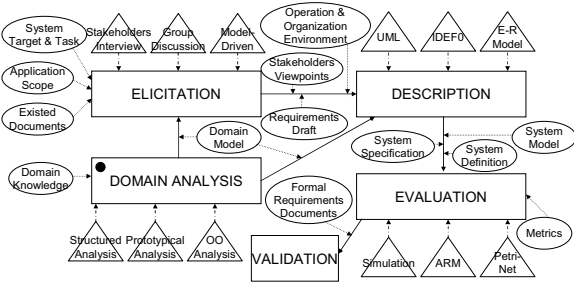 System
Target & Task
Stakeholders
Interview
Group
Discussion
Model-
Driven
Operation &
Organization
Environment
UML
IDEF0
E-R
Model
Application
Scope
ELICITATION
Stakeholders
Viewpoints
DESCRIPTION
Existed
Documents
Requirements
Draft
Domain
Model
System
Specification
System
Definition
System
Model
Domain
Knowledge
DOMAIN ANALYSIS
Formal
Requirements
Documents
EVALUATION
Structured
Analysis
Prototypical
Analysis
OO
Analysis
VALIDATION
Simulation
ARM
Petri-
Net
Metrics